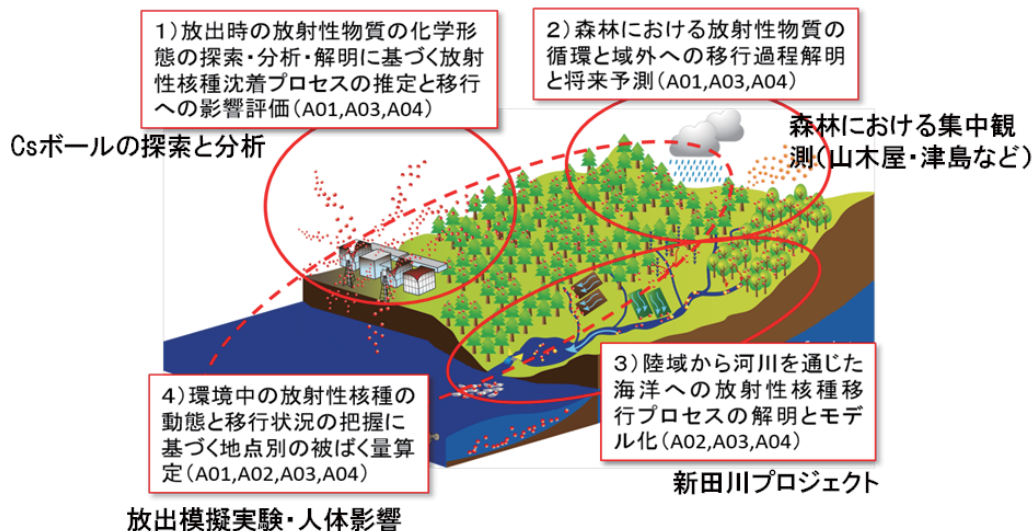 1)放出時の放射性物質の化学形
態の探索・分析・解明に基づく放射
性核種沈着プロセスの推定と移行
への影響評価(A01,A03,A04)
Csボールの探索と分析
2)森林における放射性物質の
循環と域外への移行過程解明
と将来予測(A01,A03,A04)
森林における集中観
測(山木屋・津島など)
3)陸域から河川を通じた
海洋への放射性核種移
行プロセスの解明とモデ
ル化(A02,A03,A04)
新田川プロジェクト
4)環境中の放射性核種の
動態と移行状況の把握に
基づく地点別の被ばく量算
定(A01,A02,A03,A04)
放出模擬実験・人体影響